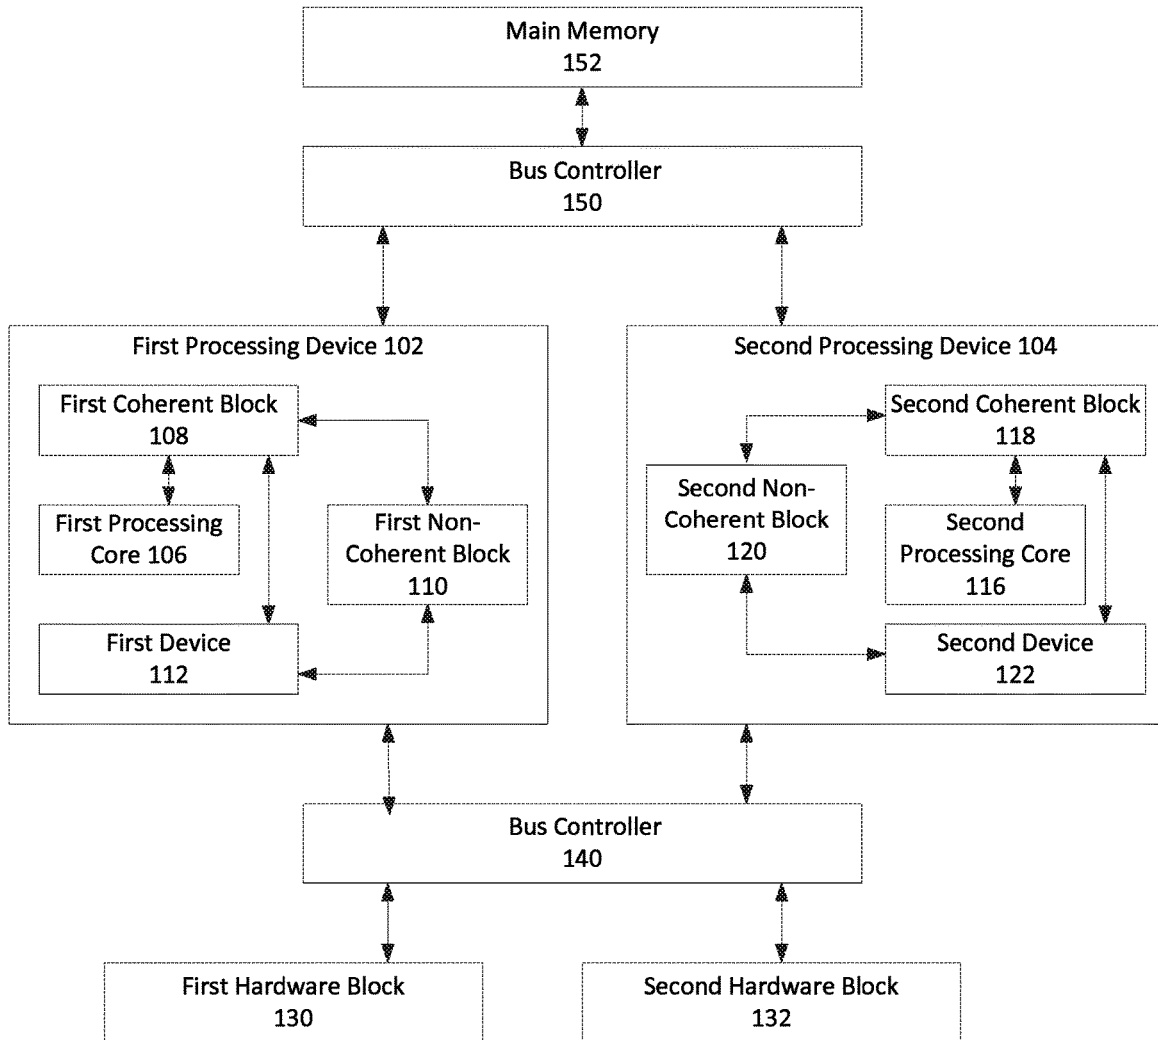 Main Memory
152
Bus Controller
150
First Processing Device 102
First Coherent Block
108
First Processing
Core 106
First Non-
Coherent Block
110
First Device
112
Second Processing Device 104
Second Coherent Block
118
Second Non-
Coherent Block
120
Second
Processing Core
116
Second Device
122
Bus Controller
140
First Hardware Block
130
Second Hardware Block
132